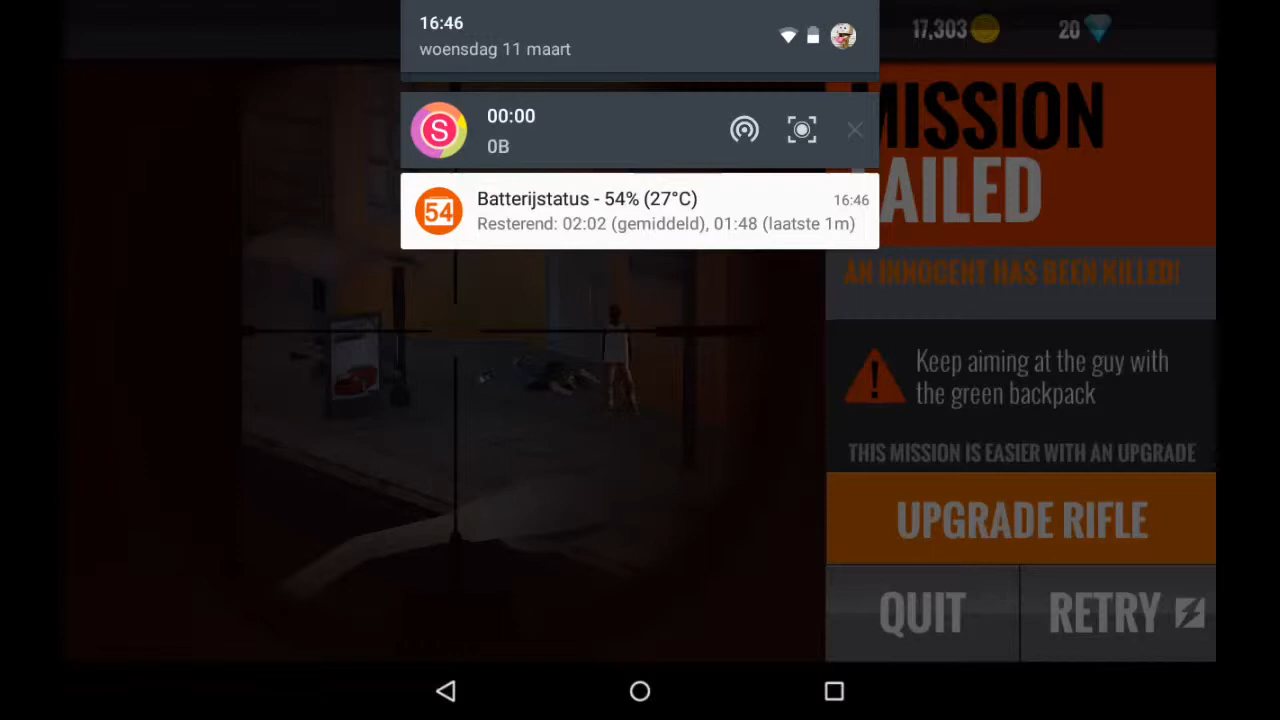 16:46
woensdag 11 maart
17,303
20
S
00:00
0B
54
Batterijstatus - 54% (27°C)
16:46
Resterend: 02:02 (gemiddeld), 01:48 (laatste 1m)
MISSION
AILED
AN INNOCENT HAS BEEN KILLED!
Keep aiming at the guy with
the green backpack
THIS MISSION IS EASIER WITH AN UPGRADE
UPGRADE RIFLE
QUIT
RETRY